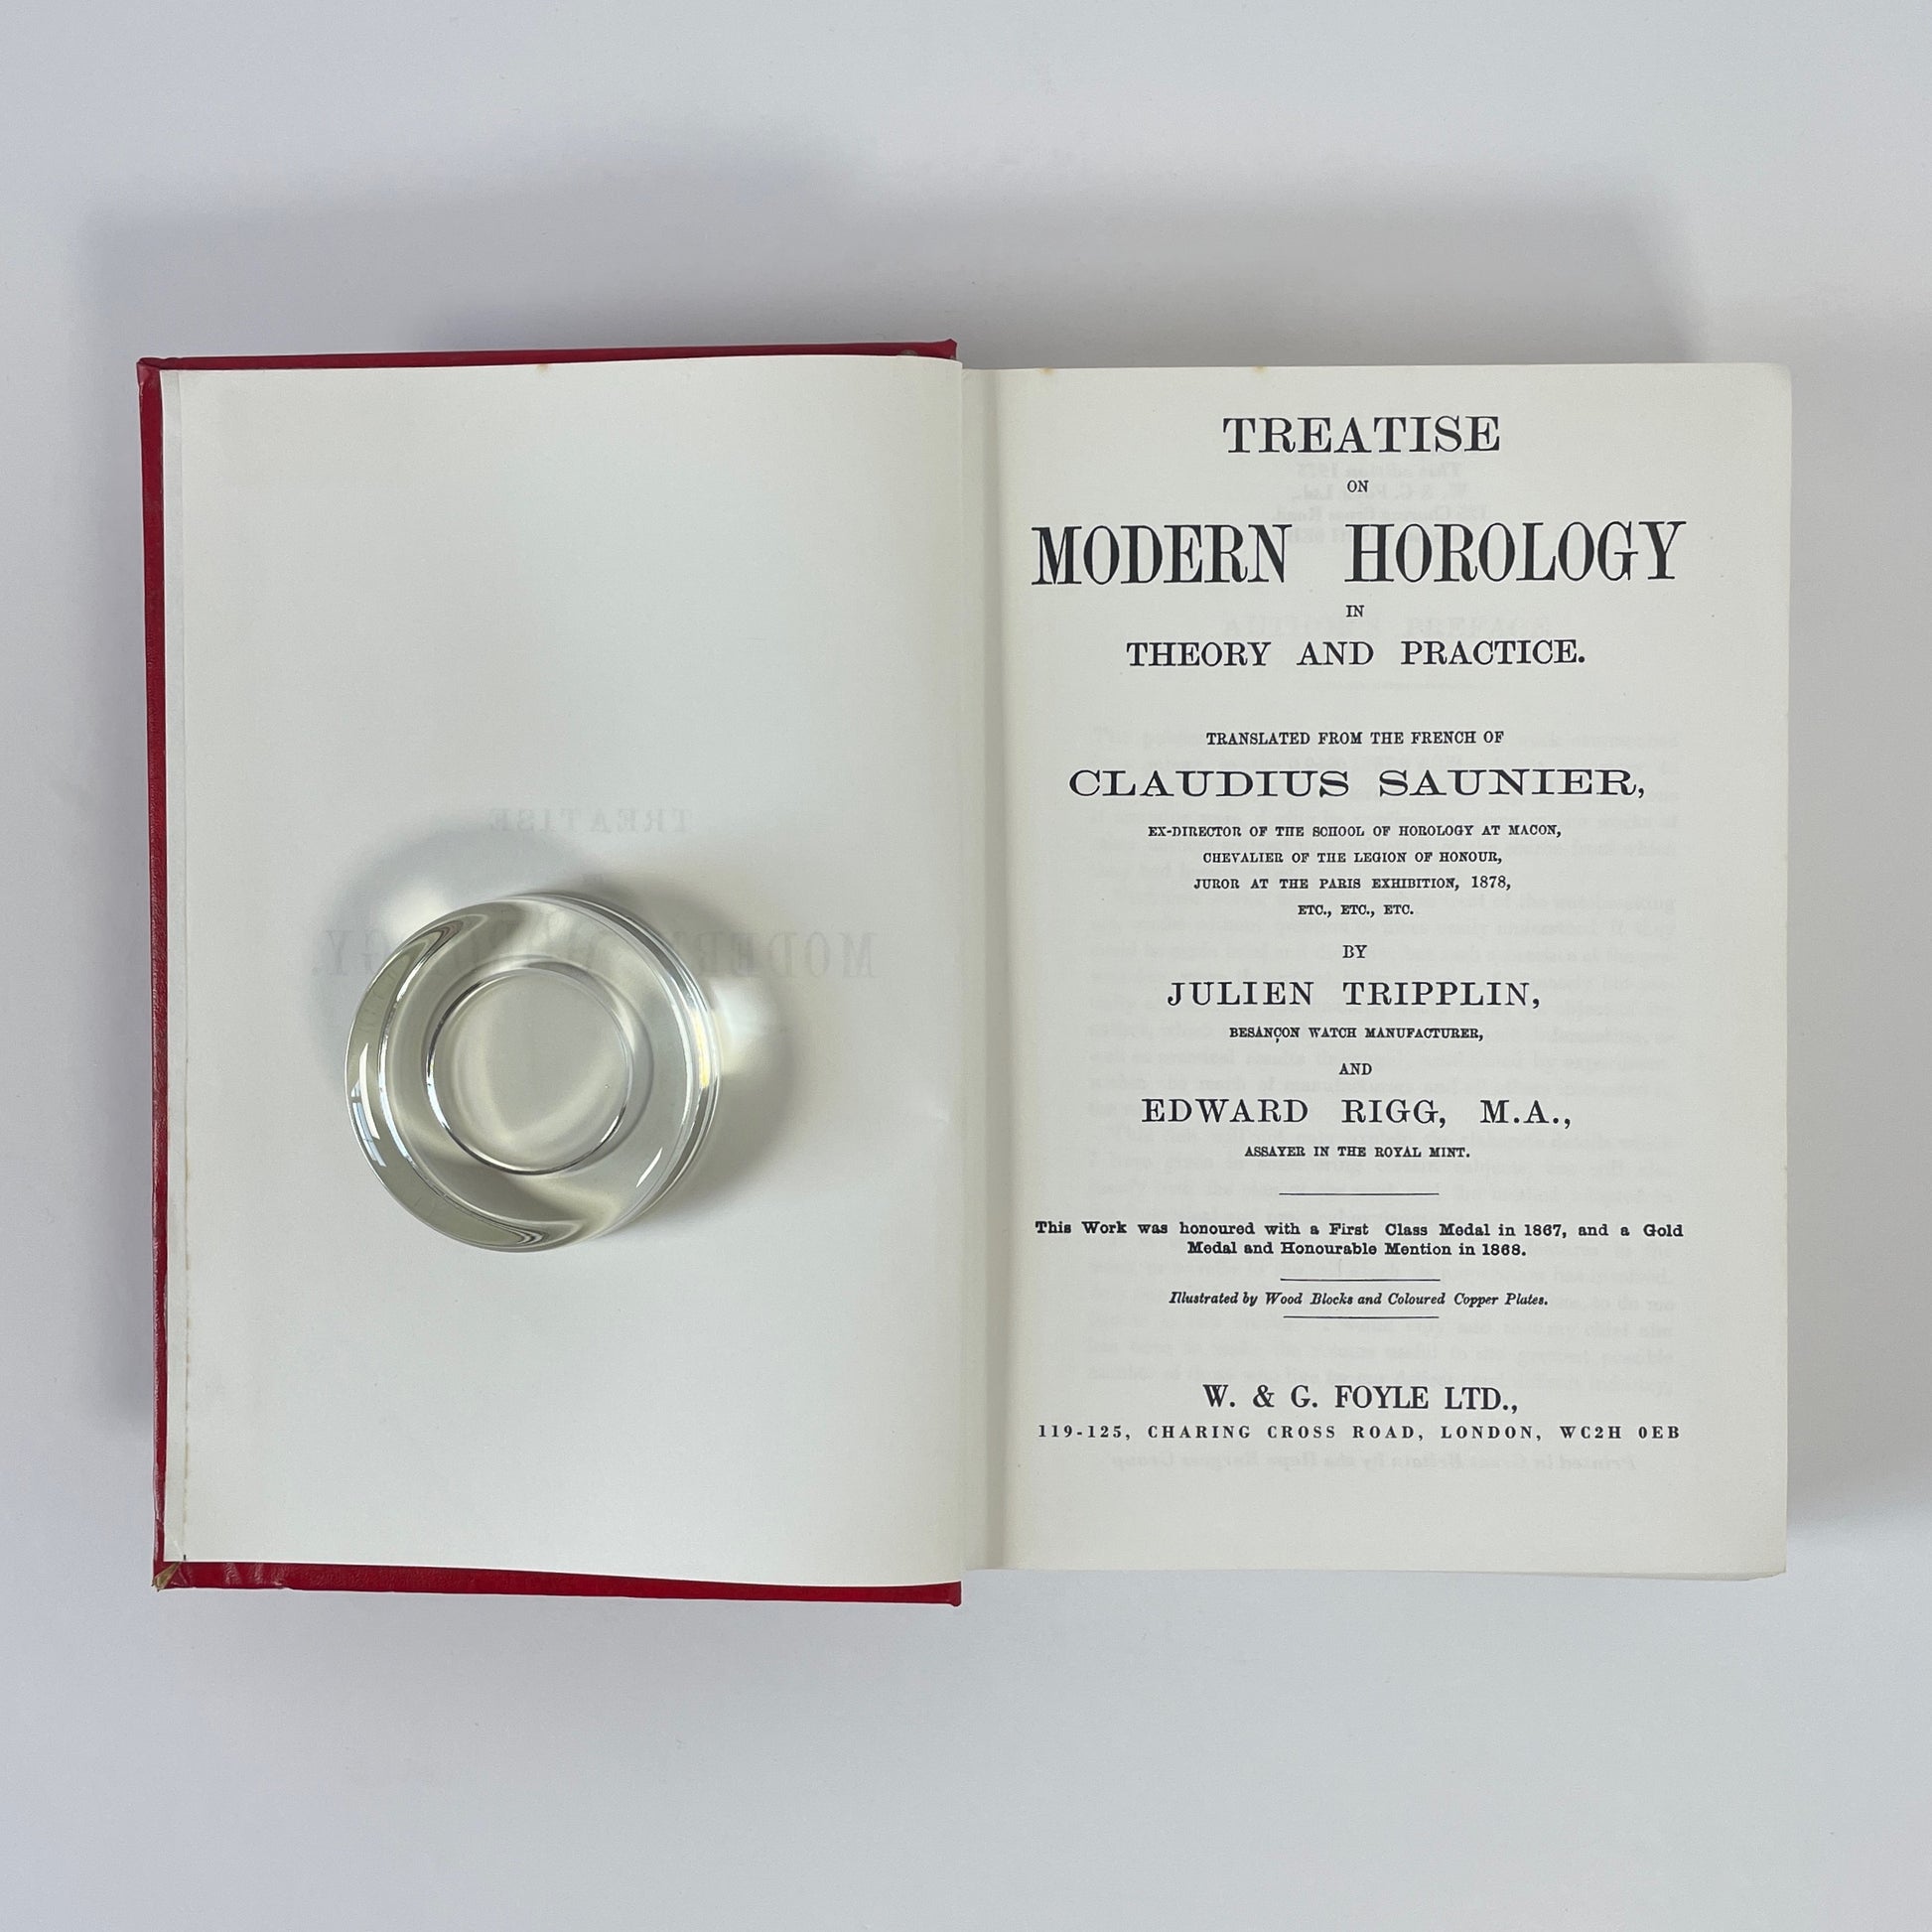 TREATISE
ON
MODERN HOROLOGY
IN
THEORY AND PRACTICE.
TRANSLATED FROM THE FRENCH OF
CLAUDIUS SAUNIER,
EX-DIRECTOR OF THE SCHOOL OF HOROLOGY AT MACON,
CHEVALIER OF THE LEGION OF HONOUR,
JUROR AT THE PARIS EXHIBITION, 1878,
ETC., ETC., ETC.
BY
JULIEN TRIPPLIN,
BESANÇON WATCH MANUFACTURER,
AND
EDWARD RIGG, M.A.,
ASSAYER IN THE ROYAL MINT.
This Work was honoured with a First Class Medal in 1867, and a Gold
Medal and Honourable Mention in 1868.
Illustrated by Wood Blocks and Coloured Copper Plates.
W. & G. FOYLE LTD.,
119-125, CHARING CROSS ROAD, LONDON, WC2H 0EB